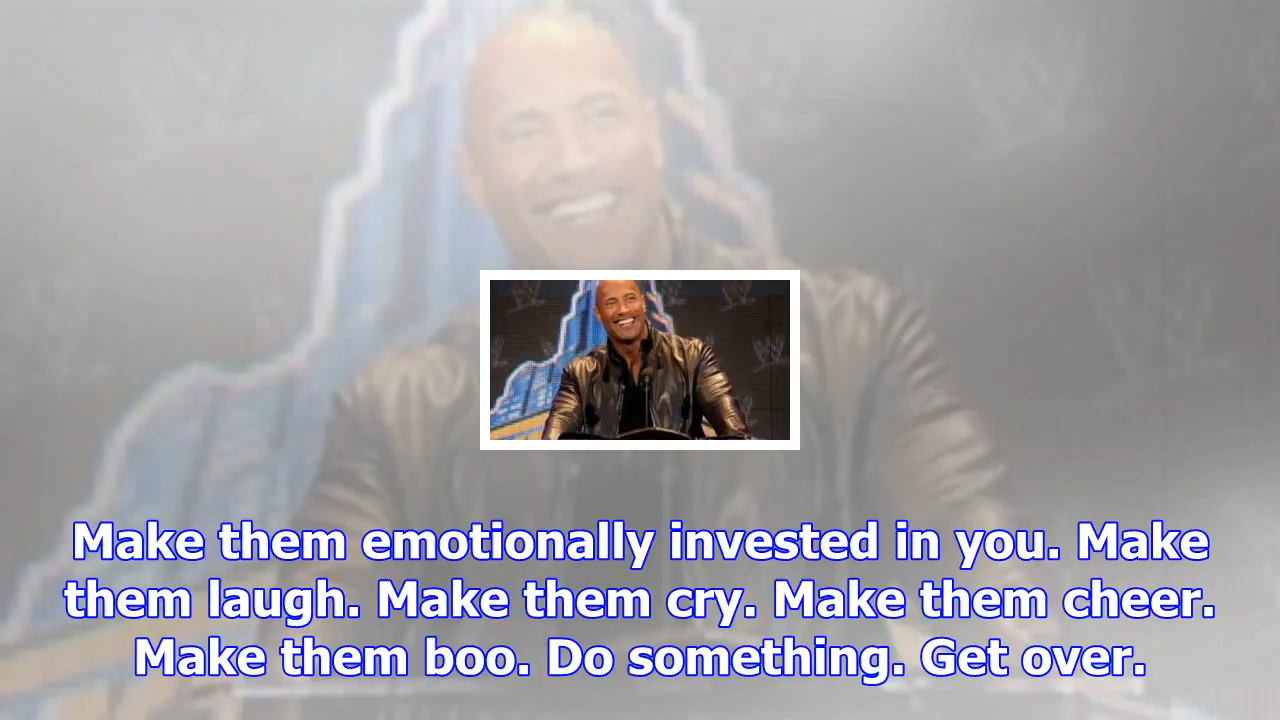 Make them emotionally invested in you. Make
them laugh. Make them cry. Make them cheer.
Make them boo. Do something. Get over.